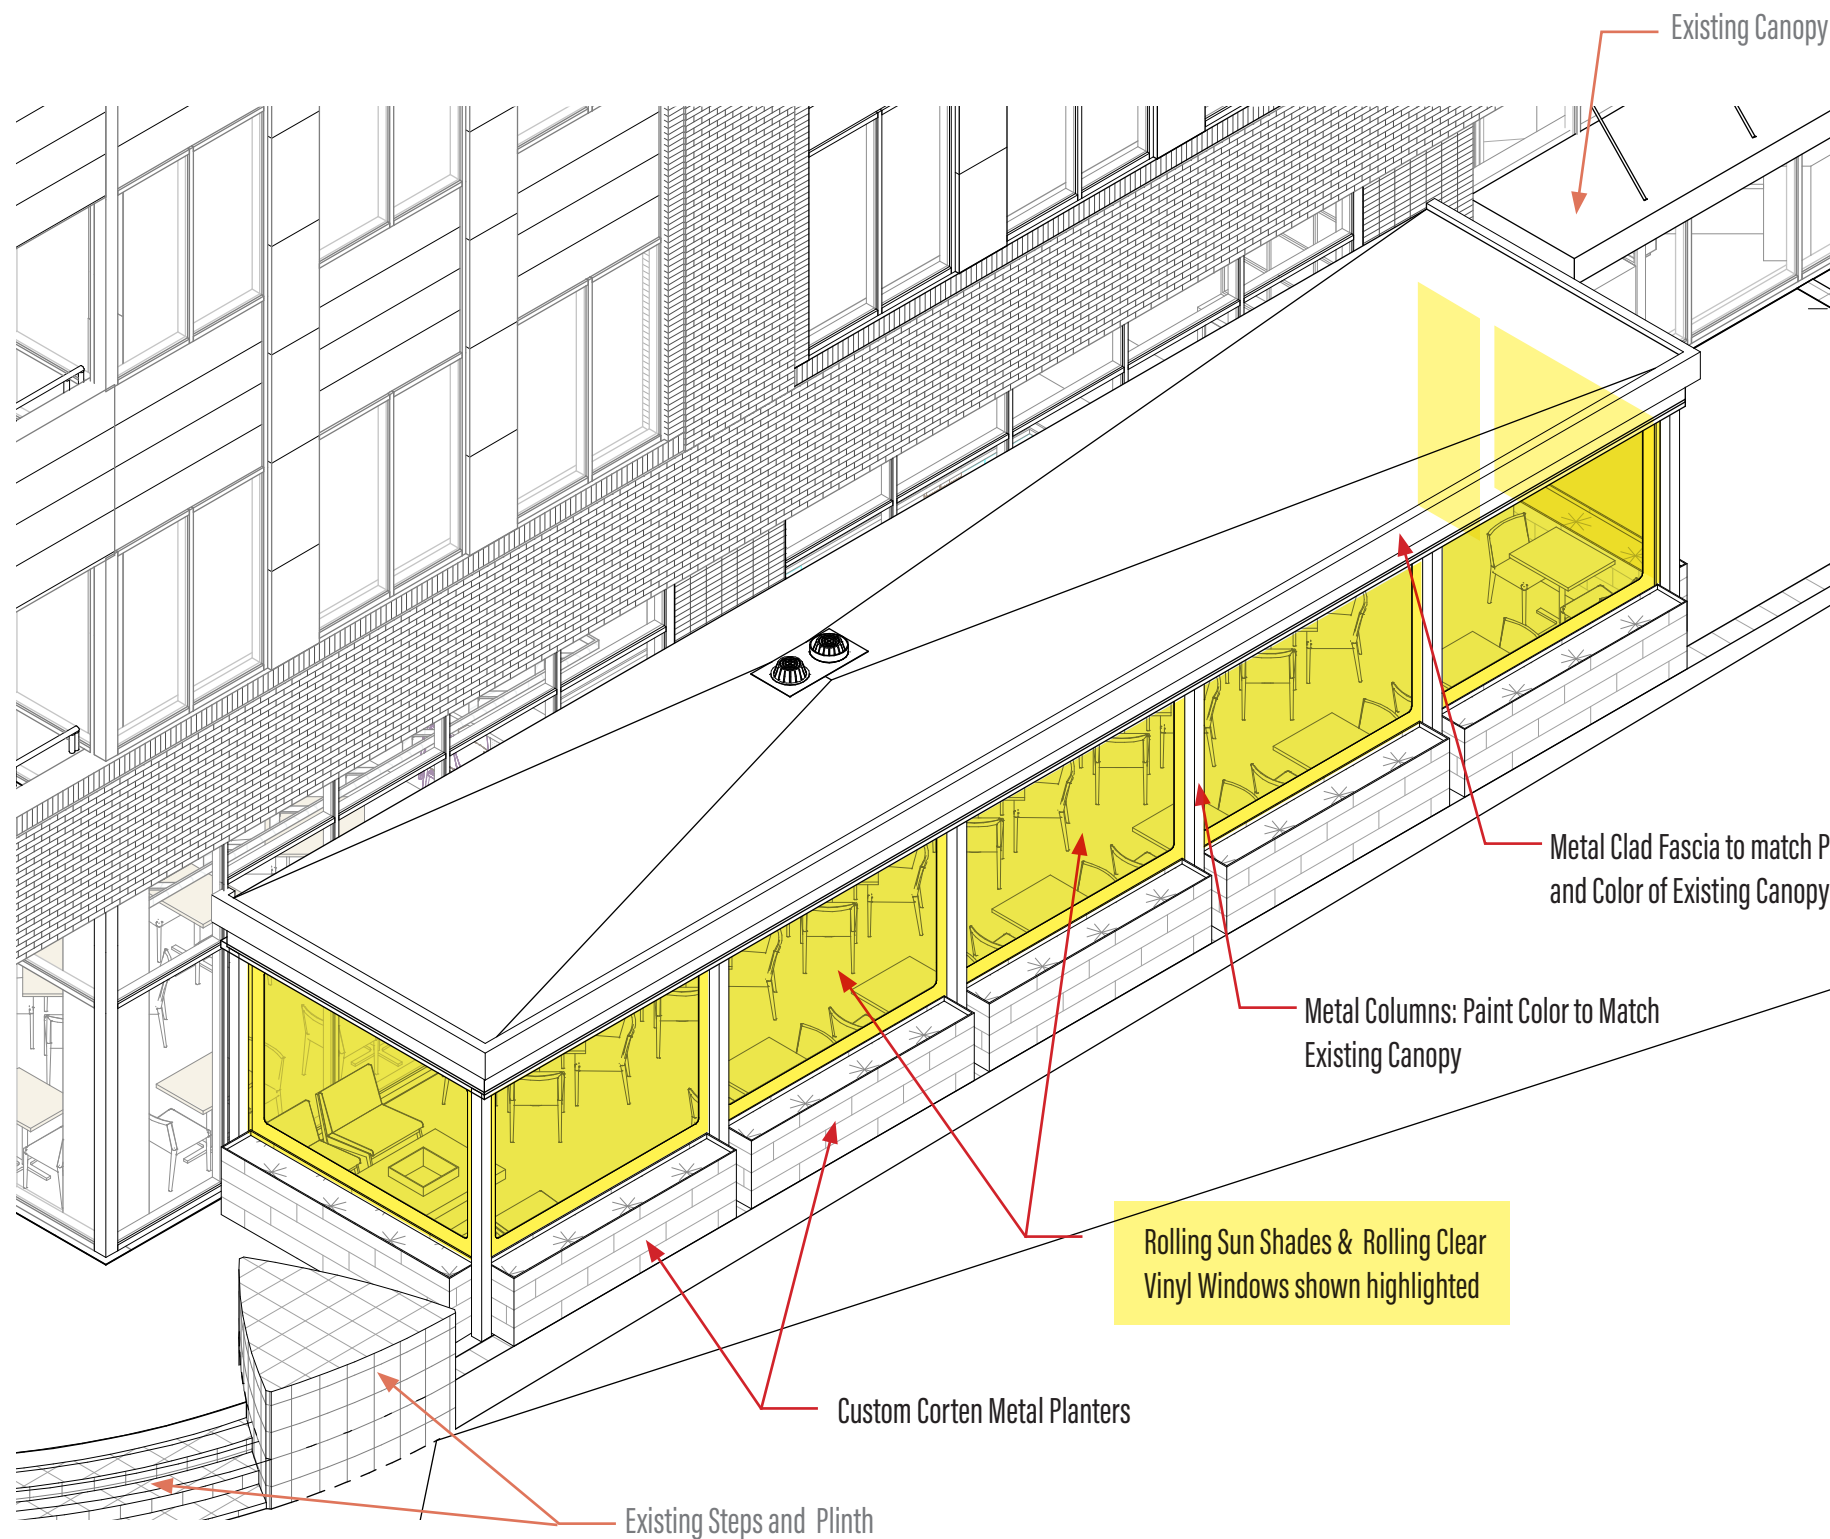 Existing Canopy
Metal Clad Fascia to match P
and Color of Existing Canopy
Metal Columns: Paint Color to Match
Existing Canopy
Rolling Sun Shades & Rolling Clear
Vinyl Windows shown highlighted
Custom Corten Metal Planters
Existing Steps and Plinth